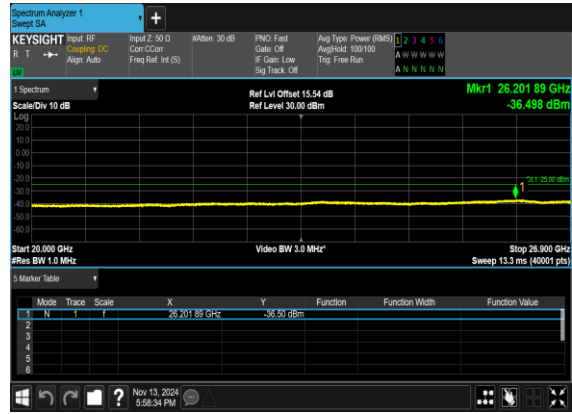 Spectrum Analyzer 1
Swept SA
+
KEYSIGHT Input: RF Input Z: 50 Ω #Atten: 30 dB PNO: Fast Avg Type: Power (RMS) 1 2 3 4 5 6
R T Coupling: DC Corr CCorr Gate: Off Avg|Hold: 100/100 A W W W W W
Align: Auto Freq Ref: Int (S) IF Gain: Low Trig: Free Run
Sig Track: Off A N N N N N
1 Spectrum Ref Lvl Offset 15.54 dB Mkr1 26.201 89 GHz
Scale/Div 10 dB Ref Level 30.00 dBm -36.498 dBm
Log
20.0
10.0
0.00
-10.0
-20.0
DL1 -25.00 dBm
1
-30.0
-40.0
-50.0
-60.0
Start 20.000 GHz Video BW 3.0 MHz* Stop 26.900 GHz
#Res BW 1.0 MHz Sweep 13.3 ms (40001 pts)
5 Marker Table
Mode Trace Scale X Y Function Function Width Function Value
1 N 1 f 26.201 89 GHz -36.50 dBm
2
3
4
5
6
? Nov 13, 2024
5:58:34 PM